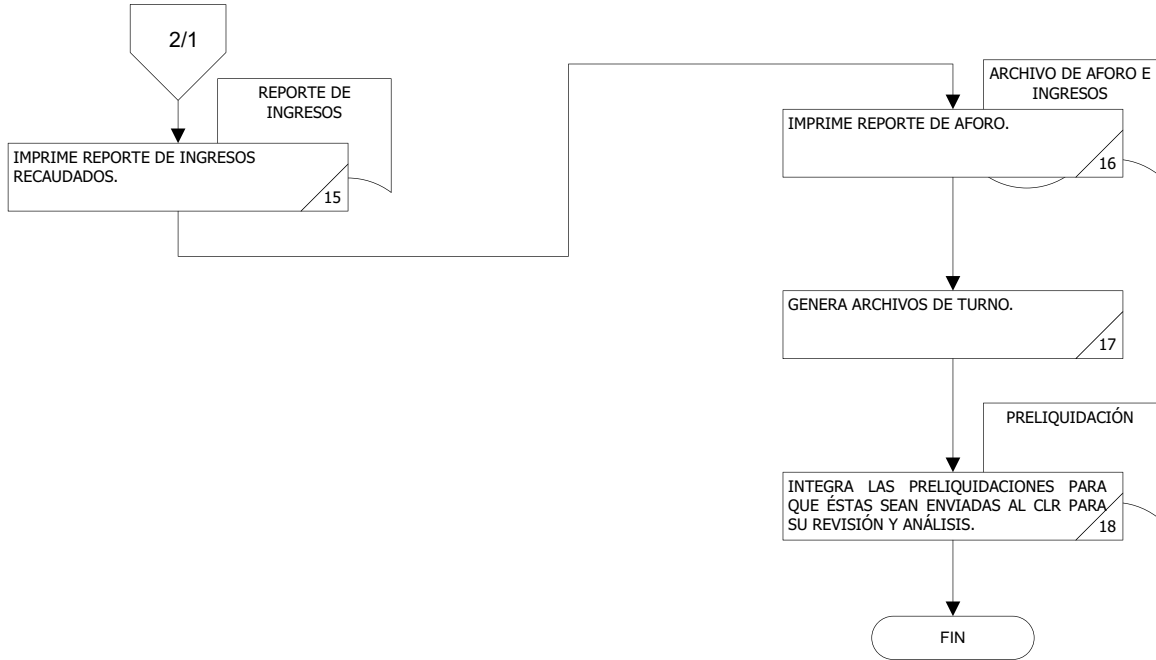 2/1
REPORTE DE
INGRESOS
IMPRIME REPORTE DE INGRESOS
RECAUDADOS.
15
ARCHIVO DE AFORO E
INGRESOS
IMPRIME REPORTE DE AFORO.
16
GENERA ARCHIVOS DE TURNO.
17
PRELIQUIDACIÓN
INTEGRA LAS PRELIQUIDACIONES PARA
QUE ÉSTAS SEAN ENVIADAS AL CLR PARA
SU REVISIÓN Y ANÁLISIS.
18
FIN